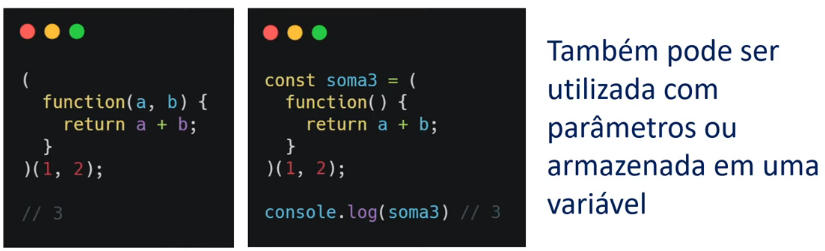 (
  function(a, b) {
    return a + b;
  }
)(1, 2);
// 3
const soma3 = (
  function() {
    return a + b;
  }
)(1, 2);
console.log(soma3) // 3
Também pode ser
utilizada com
parâmetros ou
armazenada em uma
variável